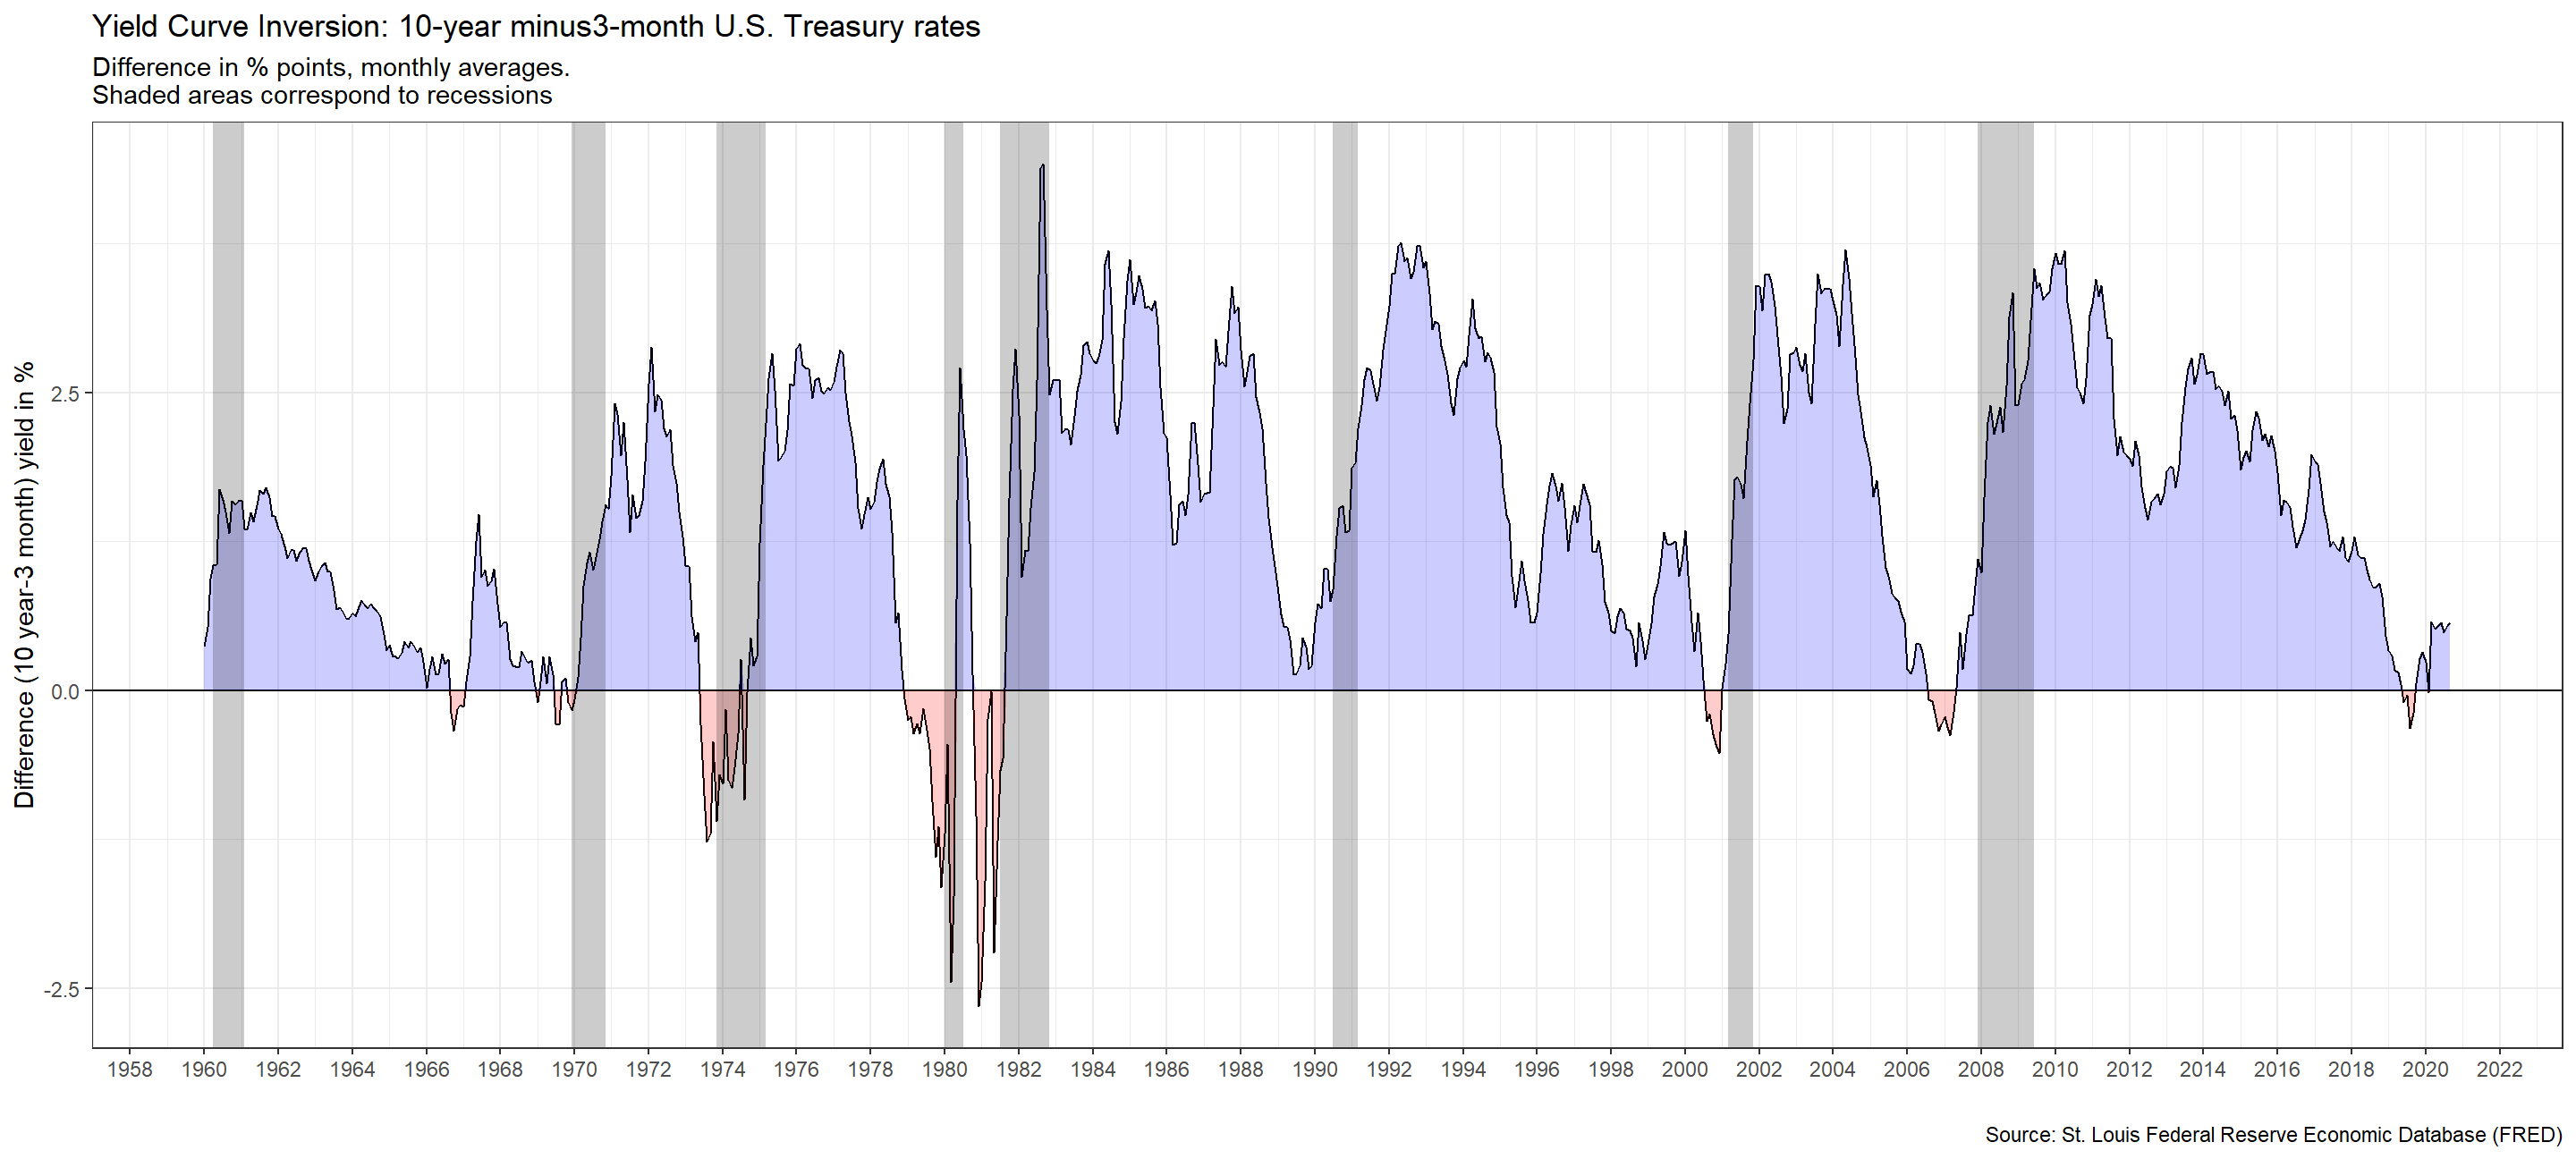 Yield Curve Inversion: 10-year minus3-month U.S. Treasury rates
Difference in % points, monthly averages.
Shaded areas correspond to recessions
Difference (10 year-3 month) yield in %
2.5
0.0
-2.5
1958 1960 1962 1964 1966 1968 1970 1972 1974 1976 1978 1980 1982 1984 1986 1988 1990 1992 1994 1996 1998 2000 2002 2004 2006 2008 2010 2012 2014 2016 2018 2020 2022
Source: St. Louis Federal Reserve Economic Database (FRED)